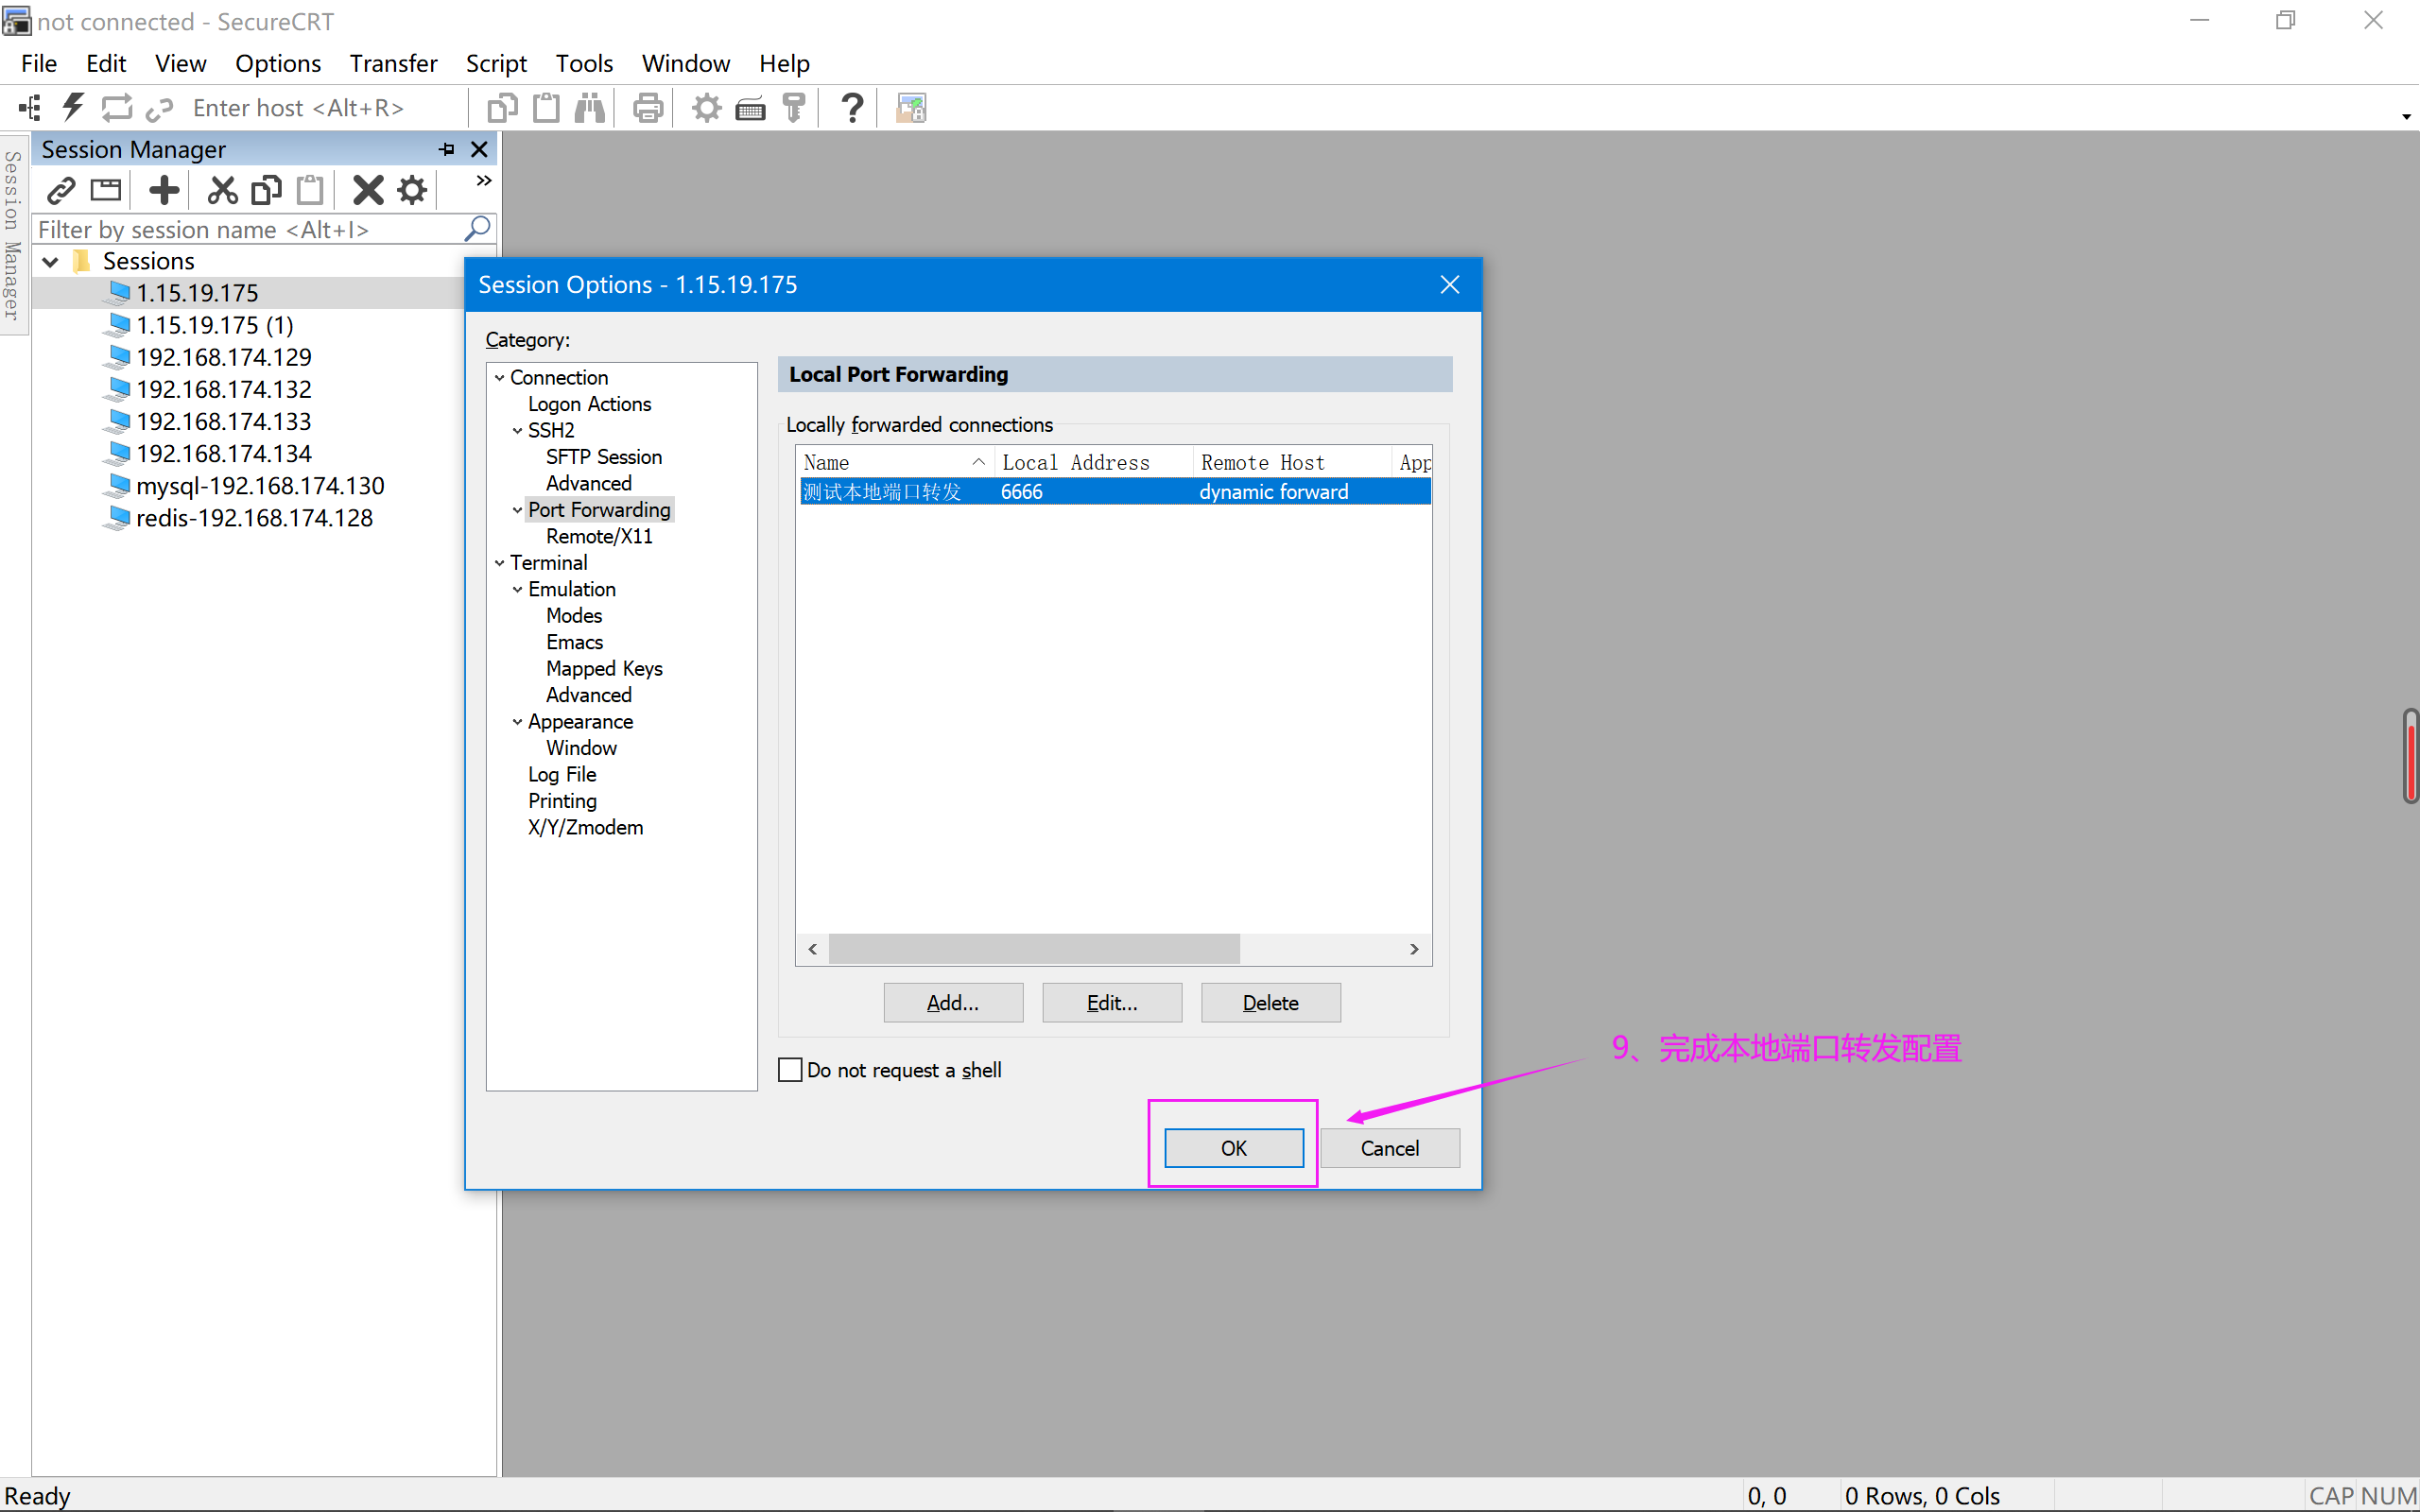 not connected - SecureCRT
File Edit View Options Transfer Script Tools Window Help
Enter host <Alt+R>
Session Manager
Session Manager
Filter by session name <Alt+I>
Sessions
1.15.19.175
1.15.19.175 (1)
192.168.174.129
192.168.174.132
192.168.174.133
192.168.174.134
mysql-192.168.174.130
redis-192.168.174.128
Session Options - 1.15.19.175
Category:
Connection
Logon Actions
SSH2
SFTP Session
Advanced
Port Forwarding
Remote/X11
Terminal
Emulation
Modes
Emacs
Mapped Keys
Advanced
Appearance
Window
Log File
Printing
X/Y/Zmodem
Local Port Forwarding
Locally forwarded connections
Name Local Address Remote Host App
测试本地端口转发 6666 dynamic forward
Add... Edit... Delete
Do not request a shell
OK Cancel
9、完成本地端口转发配置
Ready 0, 0 0 Rows, 0 Cols CAP NUM